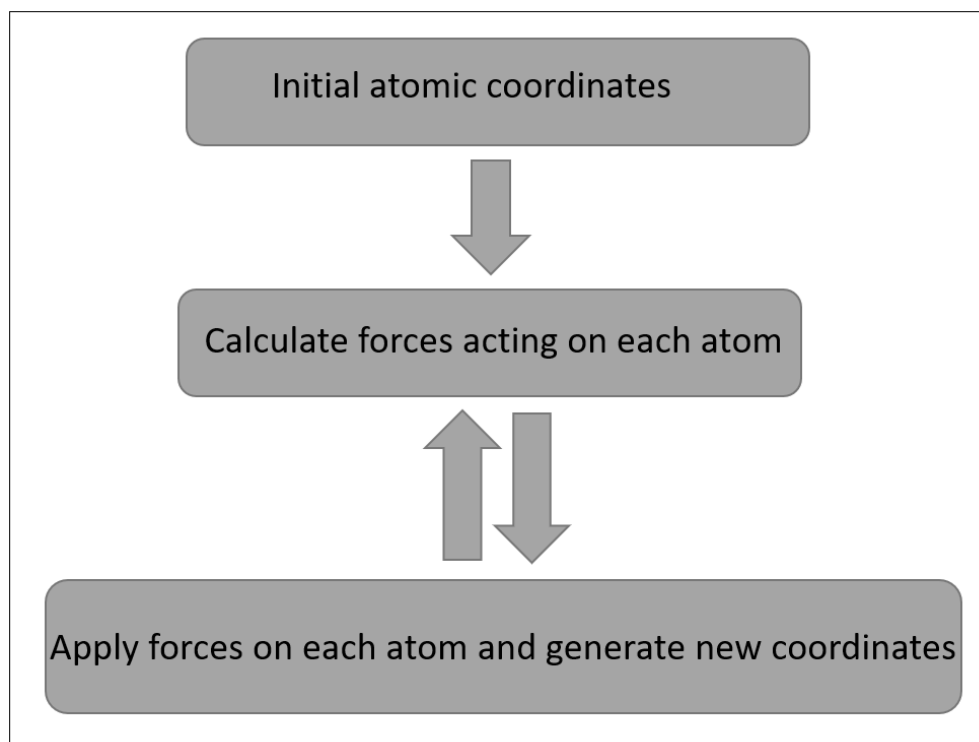 Initial atomic coordinates
Calculate forces acting on each atom
Apply forces on each atom and generate new coordinates